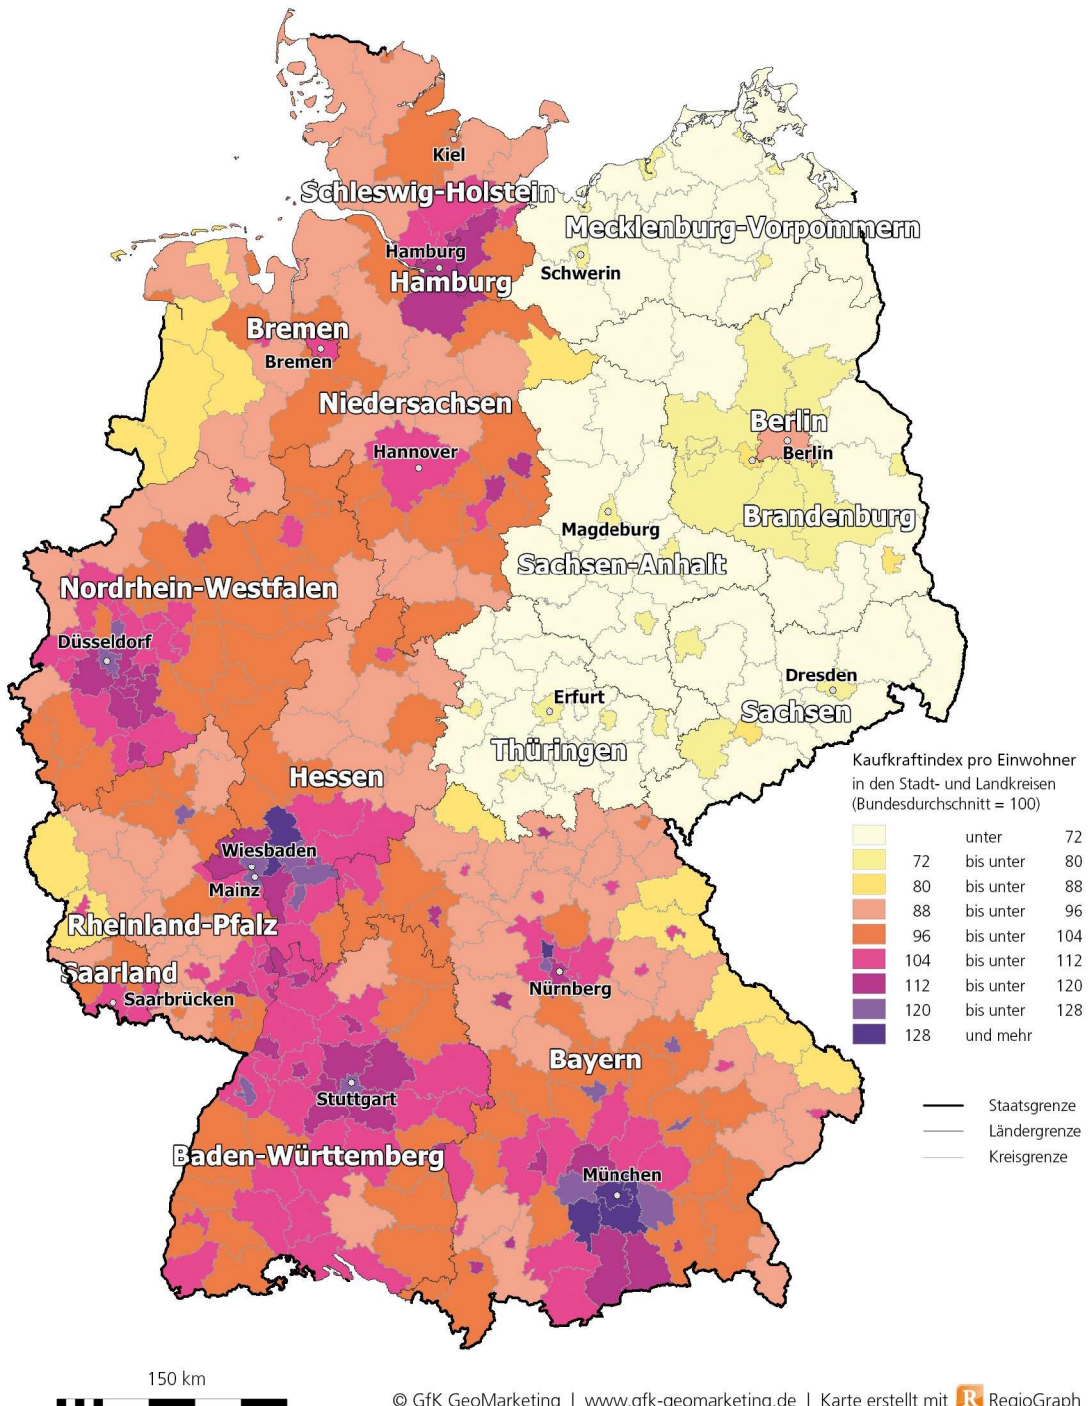 Kiel
Schleswig-Holstein
Mecklenburg-Vorpommern
Hamburg
Schwerin
Hamburg
Bremen
Bremen
Niedersachsen
Berlin
Berlin
Hannover
Brandenburg
Magdeburg
Sachsen-Anhalt
Nordrhein-Westfalen
Düsseldorf
Dresden
Erfurt
Sachsen
Thüringen
Hessen
Wiesbaden
Mainz
Rheinland-Pfalz
Saarland
Saarbrücken
Nürnberg
Bayern
Stuttgart
Baden-Württemberg
München
Kaufkraftindex pro Einwohner
in den Stadt- und Landkreisen
(Bundesdurchschnitt = 100)
unter 72
72 bis unter 80
80 bis unter 88
88 bis unter 96
96 bis unter 104
104 bis unter 112
112 bis unter 120
120 bis unter 128
128 und mehr
Staatsgrenze
Ländergrenze
Kreisgrenze
150 km
© GfK GeoMarketing | www.gfk-geomarketing.de | Karte erstellt mit R RegioGraph